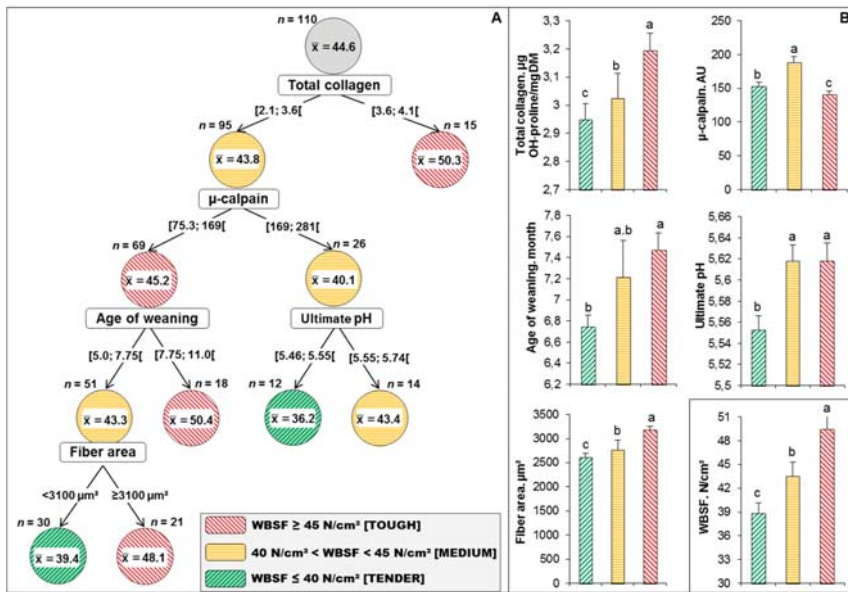 A
n = 110
x̄ = 44.6
Total collagen
[2.1; 3.6[
[3.6; 4.1[
n = 95
n = 15
x̄ = 43.8
x̄ = 50.3
μ-calpain
[75.3; 169[
[169; 281[
n = 69
n = 26
x̄ = 45.2
x̄ = 40.1
Age of weaning
Ultimate pH
[5.0; 7.75[
[7.75; 11.0[
[5.46; 5.55[
[5.55; 5.74[
n = 51
n = 18
n = 12
n = 14
x̄ = 43.3
x̄ = 50.4
x̄ = 36.2
x̄ = 43.4
Fiber area
<3100 μm²
≥3100 μm²
n = 30
n = 21
x̄ = 39.4
x̄ = 48.1
WBSF ≥ 45 N/cm² [TOUGH]
40 N/cm² < WBSF < 45 N/cm² [MEDIUM]
WBSF ≤ 40 N/cm² [TENDER]
B
Total collagen. μg
OH-proline/mgDM
3,3
3,2
3,1
3
2,9
2,8
2,7
c
b
a
μ-calpain. AU
250
200
150
100
50
0
b
a
c
Age of weaning. month
7,8
7,6
7,4
7,2
7
6,8
6,6
6,4
6,2
b
a.b
a
Ultimate pH
5,66
5,64
5,62
5,6
5,58
5,56
5,54
5,52
5,5
b
a
a
Fiber area. μm²
3500
3000
2500
2000
1500
1000
500
0
c
b
a
WBSF. N/cm²
51
48
45
42
39
36
33
30
c
b
a